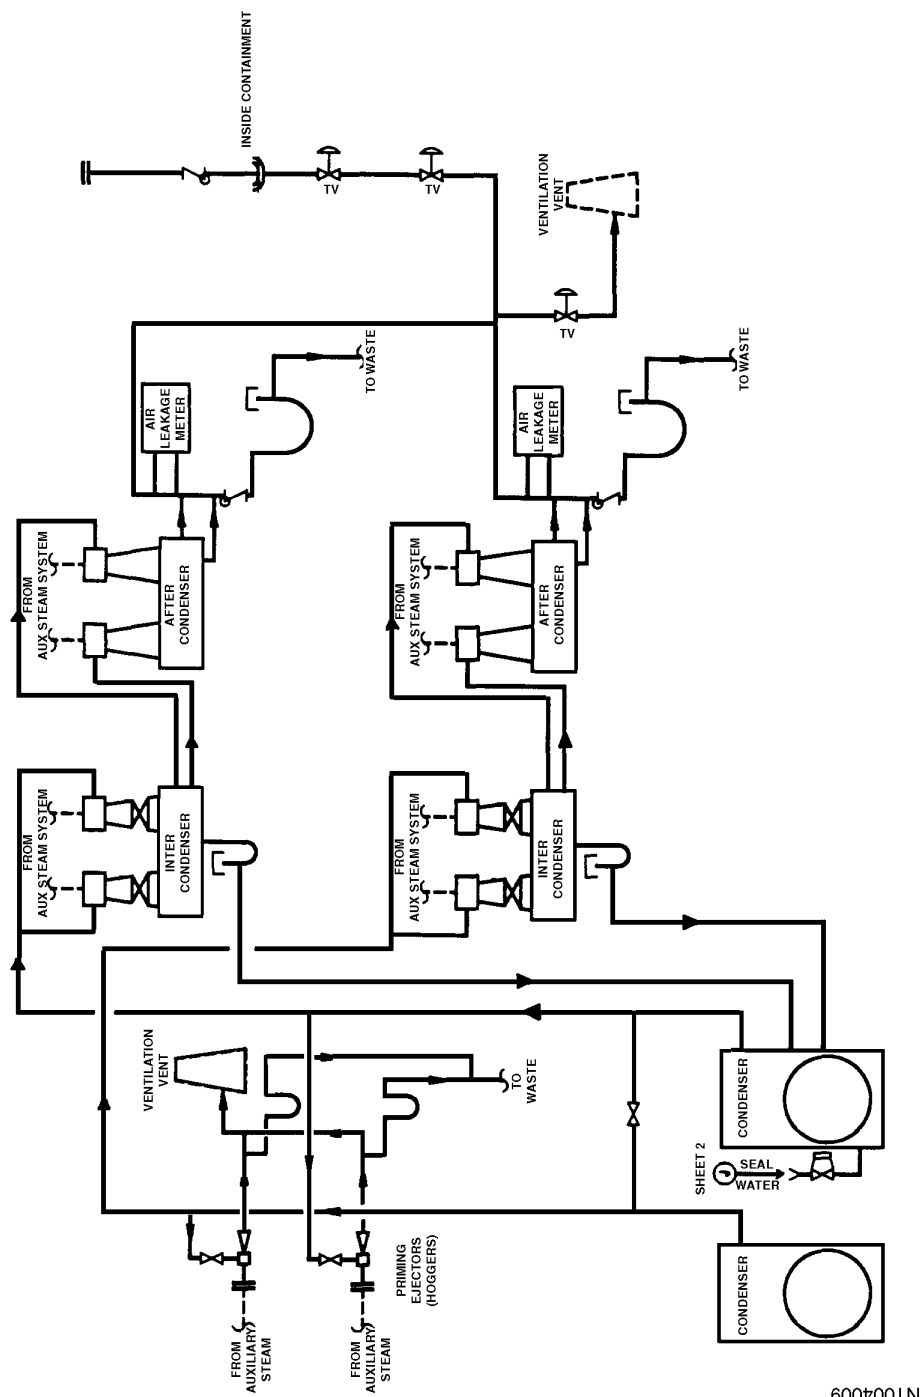 INSIDE CONTAINMENT
TV
TV
VENTILATION
VENT
TV
TO WASTE
TO WASTE
AIR
LEAKAGE
METER
AIR
LEAKAGE
METER
FROM
AUX STEAM SYSTEM
AFTER
CONDENSER
FROM
AUX STEAM SYSTEM
AFTER
CONDENSER
FROM
AUX STEAM SYSTEM
INTER
CONDENSER
FROM
AUX STEAM SYSTEM
INTER
CONDENSER
VENTILATION
VENT
TO
WASTE
CONDENSER
SHEET 2
SEAL
WATER
CONDENSER
PRIMING
EJECTORS
(HOGGERS)
FROM
AUXILIARY
STEAM
FROM
AUXILIARY
STEAM
N1004009